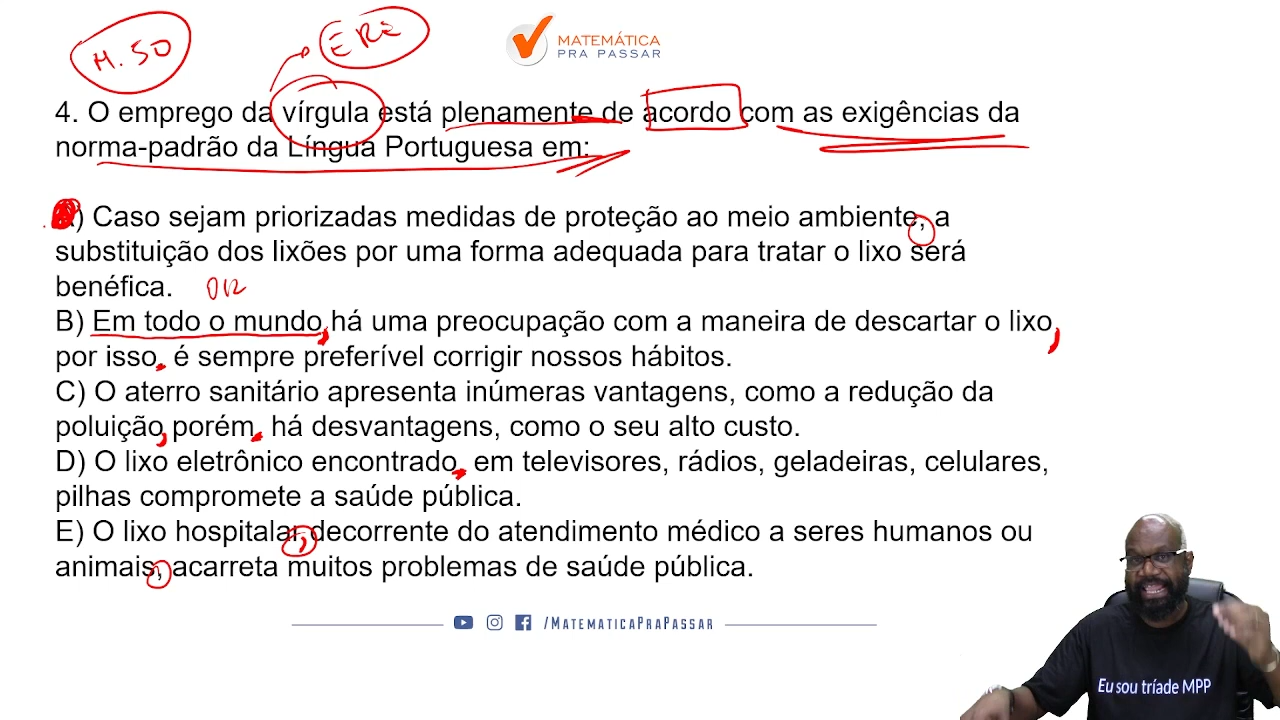 M. 50
ERE
MATEMÁTICA
PRA PASSAR
4. O emprego da vírgula está plenamente de acordo com as exigências da
norma-padrão da Língua Portuguesa em:
A) Caso sejam priorizadas medidas de proteção ao meio ambiente, a
substituição dos lixões por uma forma adequada para tratar o lixo será
benéfica.
B) Em todo o mundo, há uma preocupação com a maneira de descartar o lixo,
por isso, é sempre preferível corrigir nossos hábitos.
C) O aterro sanitário apresenta inúmeras vantagens, como a redução da
poluição, porém, há desvantagens, como o seu alto custo.
D) O lixo eletrônico encontrado, em televisores, rádios, geladeiras, celulares,
pilhas compromete a saúde pública.
E) O lixo hospitalar, decorrente do atendimento médico a seres humanos ou
animais, acarreta muitos problemas de saúde pública.
/MATEMATICAPRAPASSAR
Eu sou tríade MPP